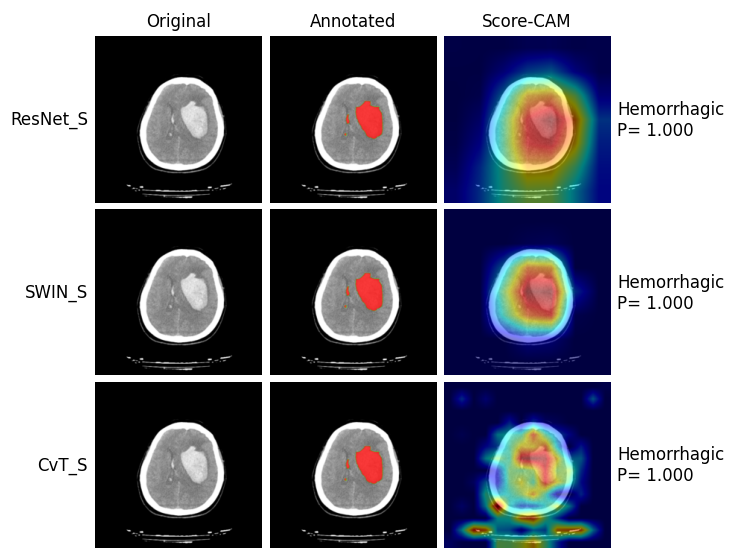 Original Annotated Score-CAM
ResNet_S
Hemorrhagic
P= 1.000
SWIN_S
Hemorrhagic
P= 1.000
CvT_S
Hemorrhagic
P= 1.000